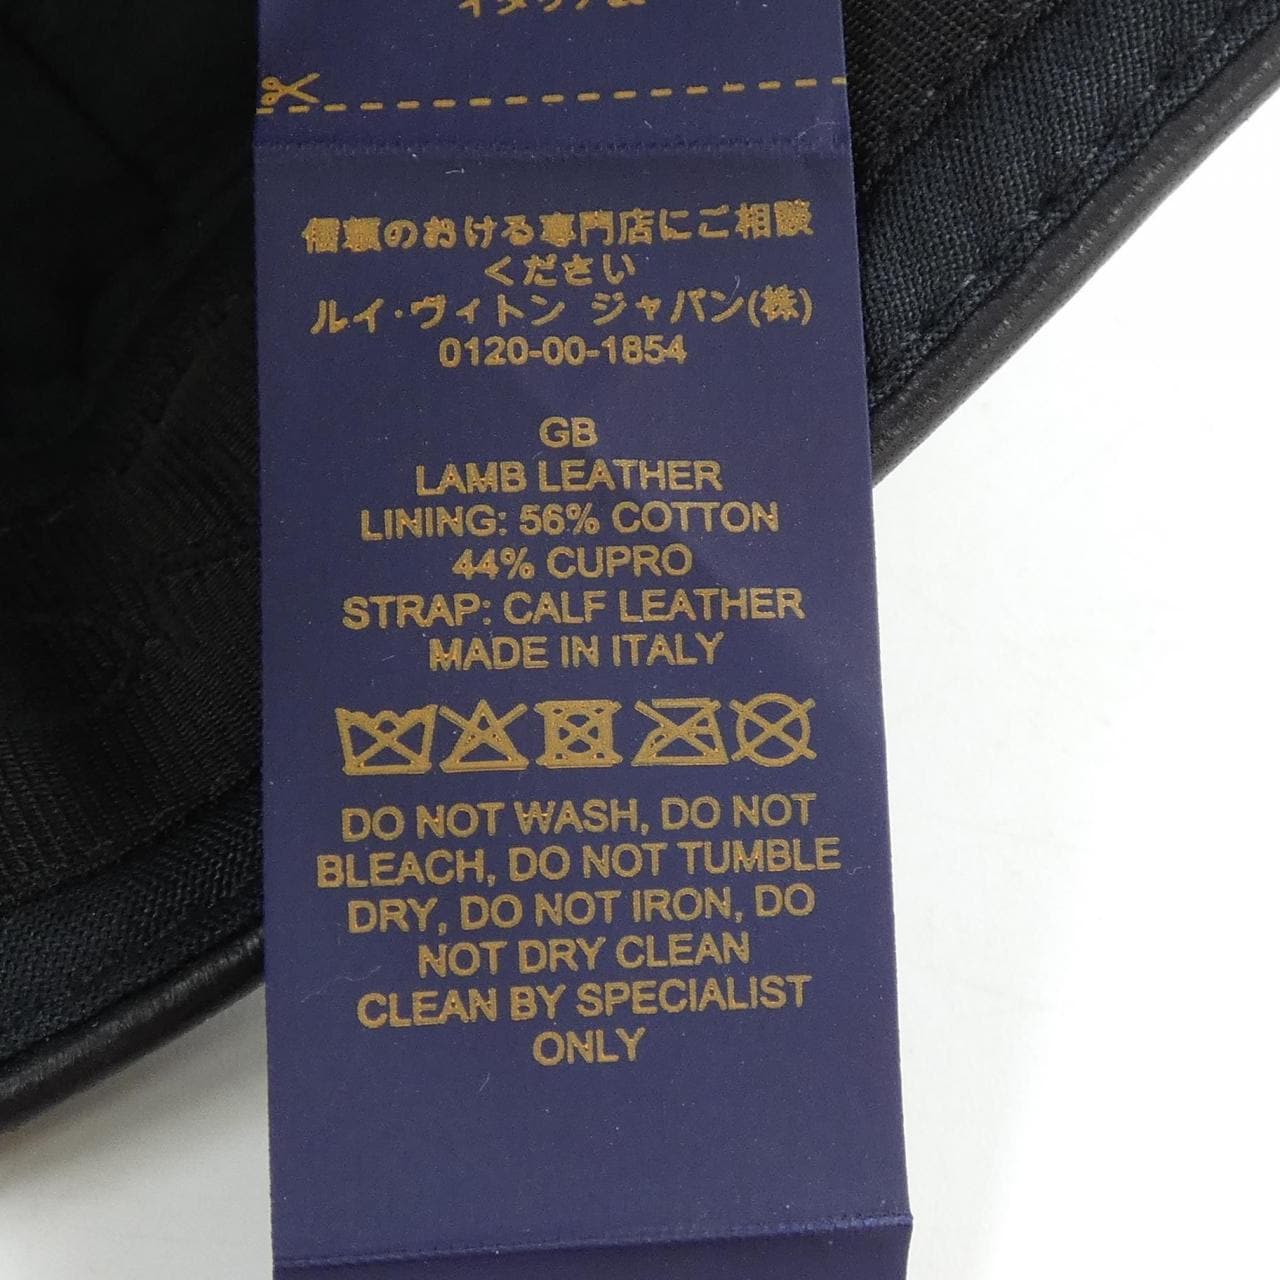 個類のおける専門店にご相談
ください
ルイ・ヴィトン ジャパン(株)
0120-00-1854
GB
LAMB LEATHER
LINING: 56% COTTON
44% CUPRO
STRAP: CALF LEATHER
MADE IN ITALY
DO NOT WASH, DO NOT
BLEACH, DO NOT TUMBLE
DRY, DO NOT IRON, DO
NOT DRY CLEAN
CLEAN BY SPECIALIST
ONLY